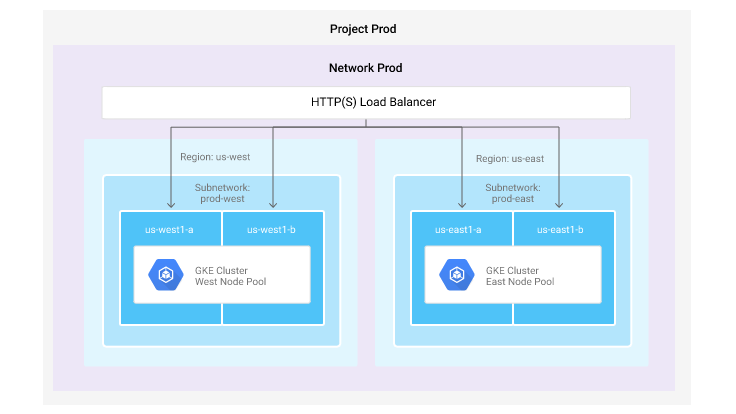 Project Prod
Network Prod
HTTP(S) Load Balancer
Region: us-west
Subnetwork:
prod-west
us-west1-a
us-west1-b
GKE Cluster
West Node Pool
Region: us-east
Subnetwork:
prod-east
us-east1-a
us-east1-b
GKE Cluster
East Node Pool